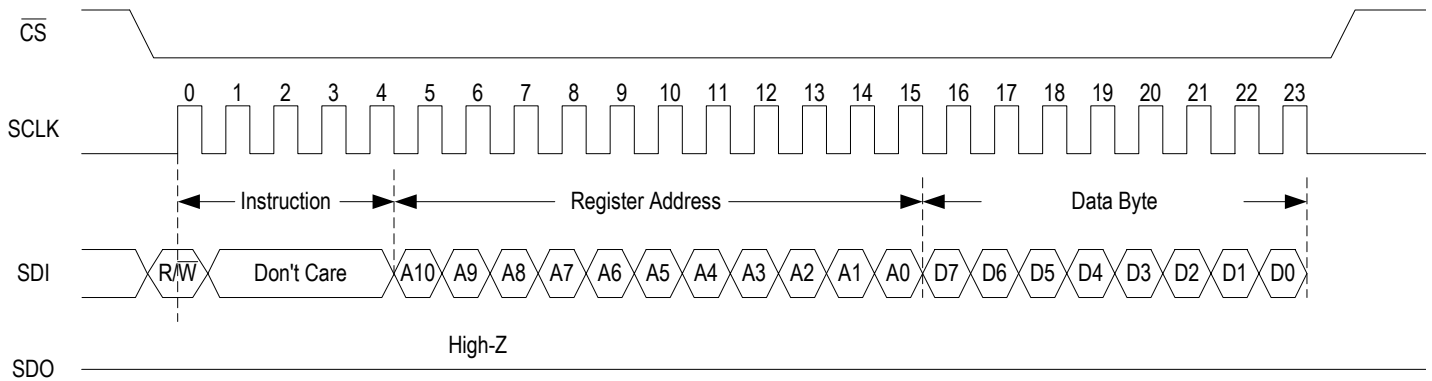 CS
0 1 2 3 4 5 6 7 8 9 10 11 12 13 14 15 16 17 18 19 20 21 22 23
SCLK
Instruction Register Address Data Byte
SDI R/W Don't Care A10 A9 A8 A7 A6 A5 A4 A3 A2 A1 A0 D7 D6 D5 D4 D3 D2 D1 D0
High-Z
SDO